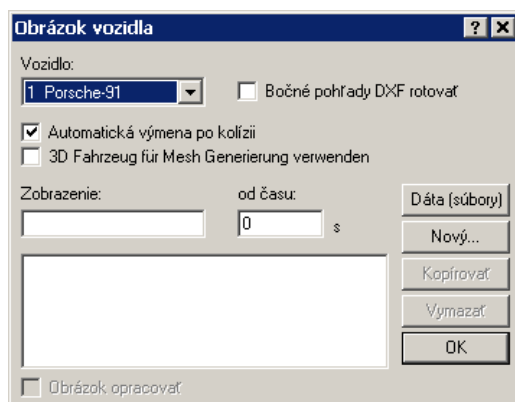 Obrázok vozidla
Vozidlo:
1 Porsche-91
Bočné pohľady DXF rotovať
Automatická výmena po kolízii
3D Fahrzeug für Mesh Generierung verwenden
Zobrazenie:
od času:
Dáta (súbory)
0
s
Nový...
Kopírovať
Vymazať
OK
Obrázok opracovať